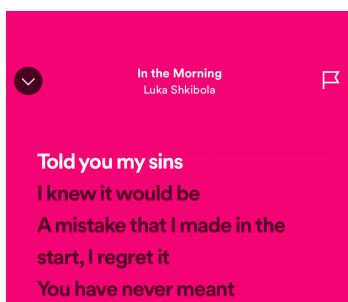 In the Morning
Luka Shkibola
Told you my sins
I knew it would be
A mistake that I made in the
start, I regret it
You have never meant